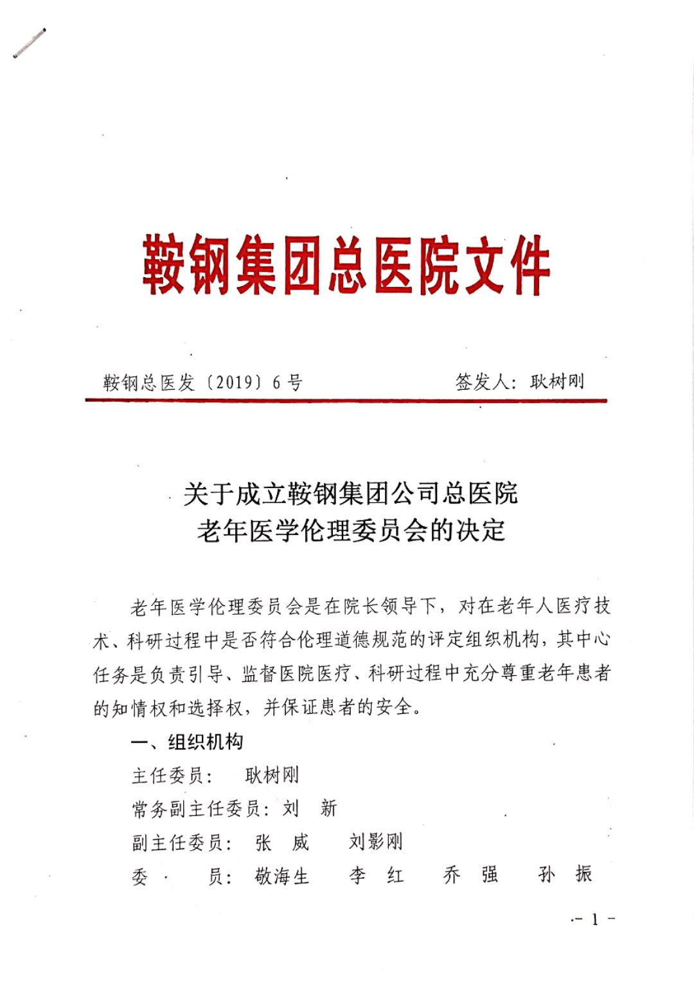 鞍钢集团总医院文件
鞍钢总医发〔2019〕6号 签发人：耿树刚
关于成立鞍钢集团公司总医院
老年医学伦理委员会的决定
老年医学伦理委员会是在院长领导下，对在老年人医疗技
术、科研过程中是否符合伦理道德规范的评定组织机构，其中心
任务是负责引导、监督医院医疗、科研过程中充分尊重老年患者
的知情权和选择权，并保证患者的安全。
一、组织机构
主任委员： 耿树刚
常务副主任委员：刘 新
副主任委员： 张 威 刘影刚
委 员： 敬海生 李 红 乔 强 孙 振
- 1 -